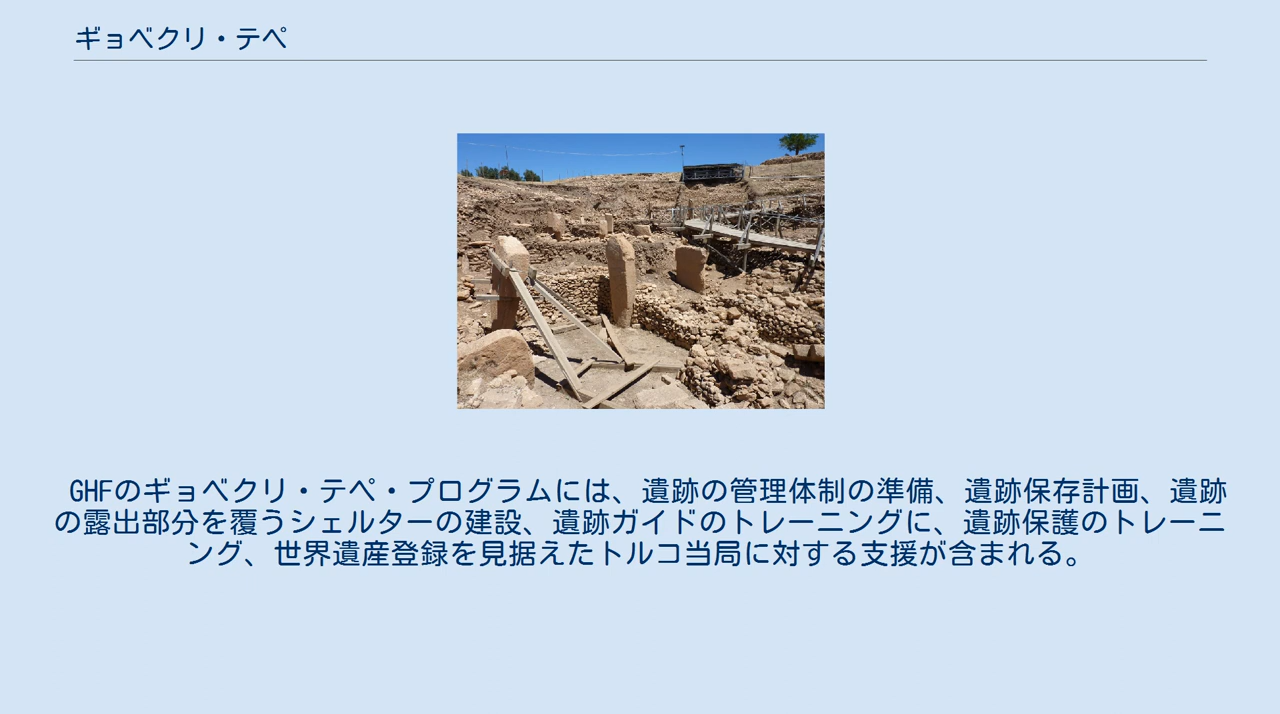 ギョベクリ・テペ
GHFのギョベクリ・テペ・プログラムには、遺跡の管理体制の準備、遺跡保存計画、遺跡
の露出部分を覆うシェルターの建設、遺跡ガイドのトレーニングに、遺跡保護のトレーニ
ング、世界遺産登録を見据えたトルコ当局に対する支援が含まれる。